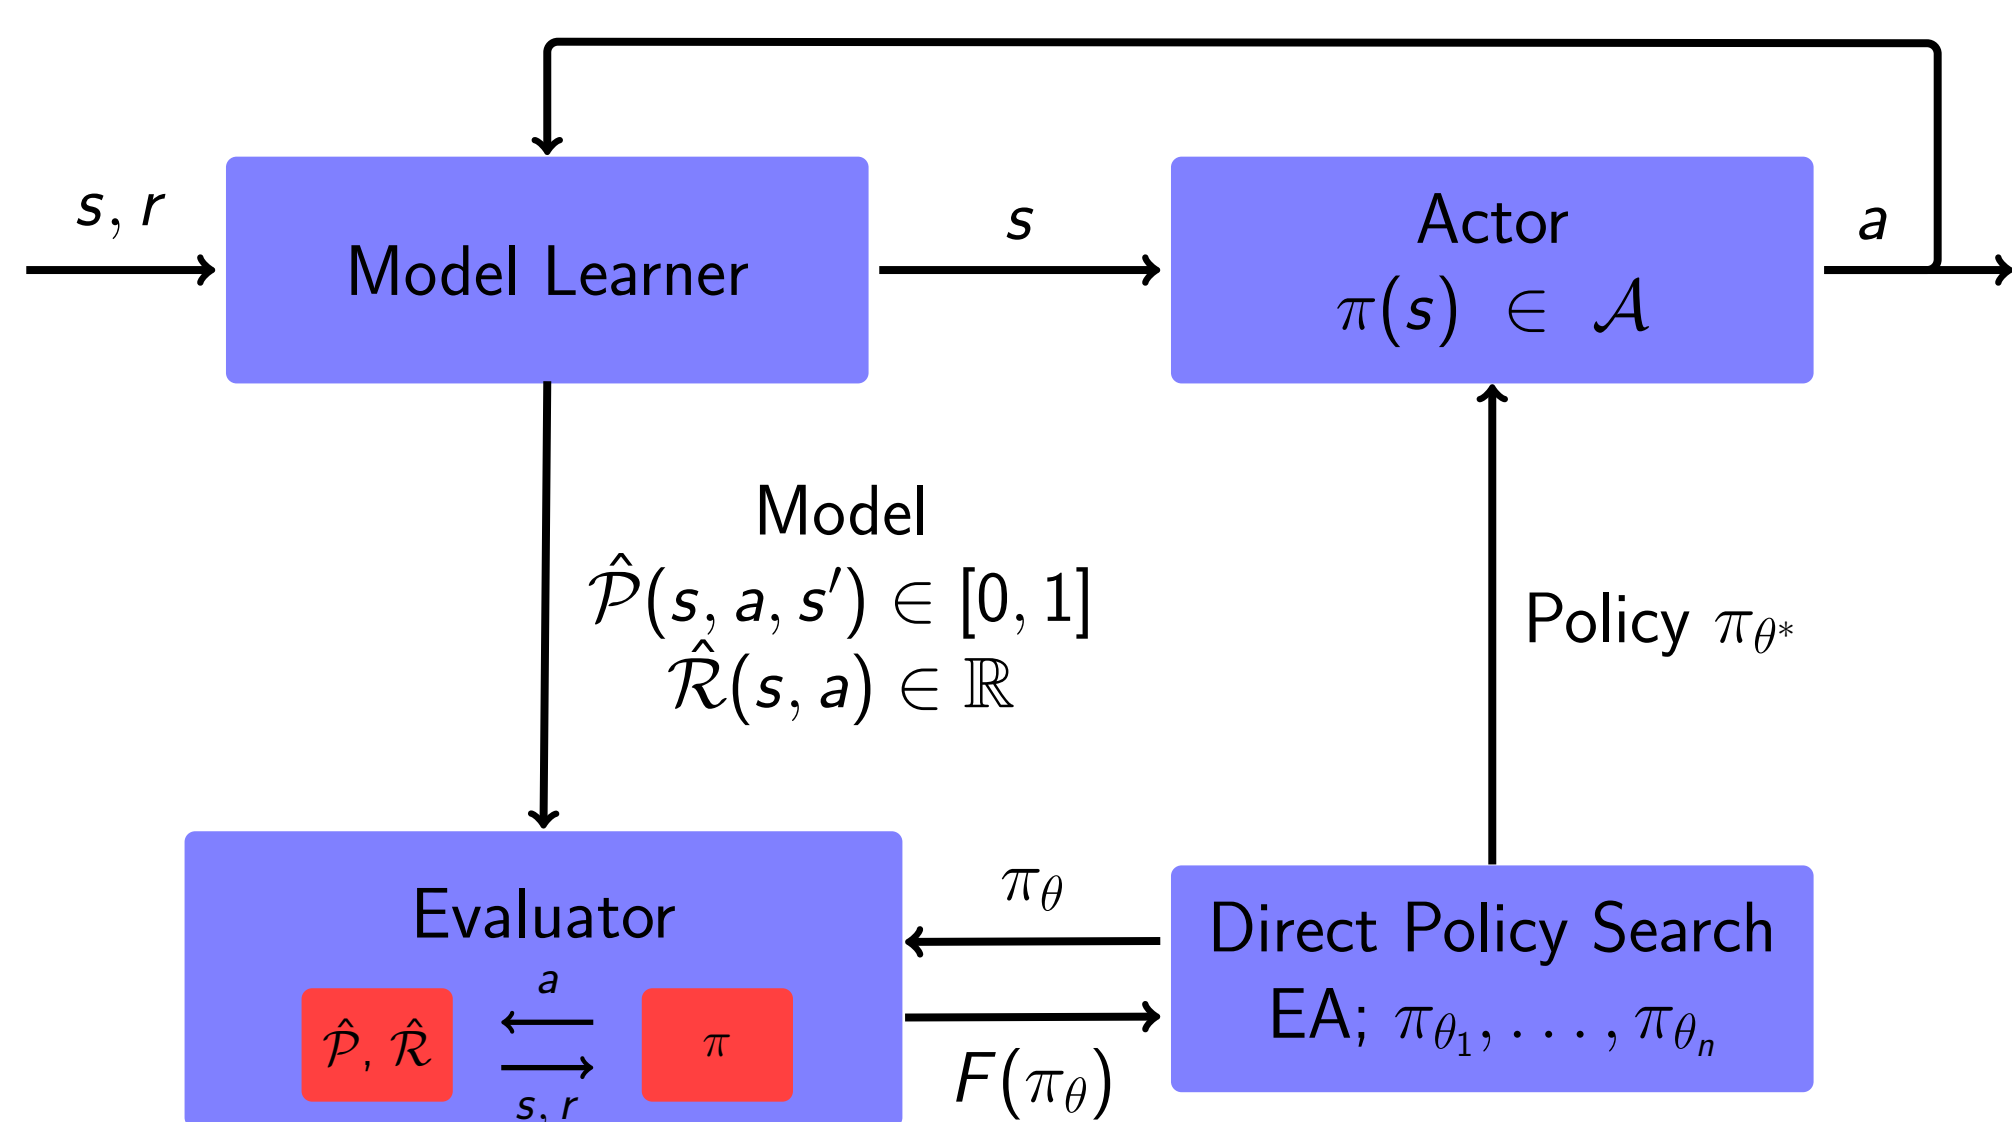 s, r
Model Learner
s
Actor
π(s) ∈ 𝒜
a
Model
𝒫̂(s, a, s′) ∈ [0, 1]
ℛ̂(s, a) ∈ ℝ
Policy π_θ*
Evaluator
a
𝒫̂, ℛ̂
π
s, r
π_θ
F(π_θ)
Direct Policy Search
EA; π_θ₁, . . . , π_θₙ